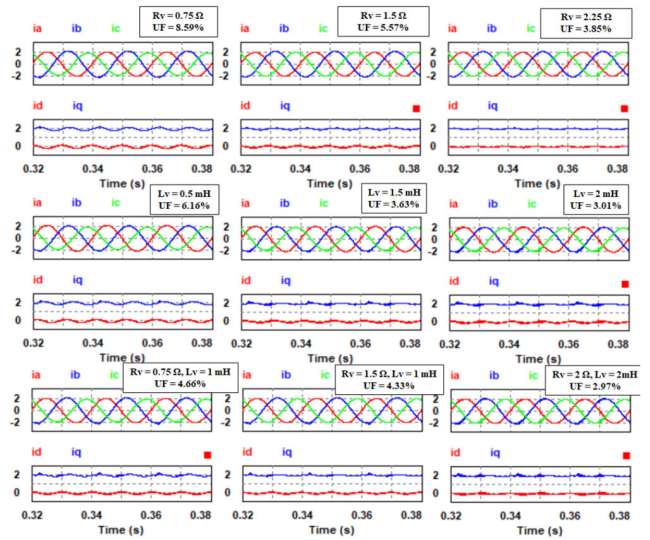 Rv = 0.75 Ω
UF = 8.59%
ia ib ic
2
0
-2
id iq
2
0
0.32 0.34 0.36 0.38
Time (s)
Rv = 1.5 Ω
UF = 5.57%
ia ib ic
2
0
-2
id iq
2
0
0.32 0.34 0.36 0.38
Time (s)
Rv = 2.25 Ω
UF = 3.85%
ia ib ic
2
0
-2
id iq
2
0
0.32 0.34 0.36 0.38
Time (s)
Lv = 0.5 mH
UF = 6.16%
ia ib ic
2
0
-2
id iq
2
0
Lv = 1.5 mH
UF = 3.63%
ia ib ic
2
0
-2
id iq
2
0
Lv = 2 mH
UF = 3.01%
ia ib ic
2
0
-2
id iq
2
0
0.32 0.34 0.36 0.38
0.32 0.34 0.36 0.38
0.32 0.34 0.36 0.38
Time (s)
Time (s)
Time (s)
Rv = 0.75 Ω, Lv = 1 mH
UF = 4.66%
ia ib ic
2
0
-2
id iq
2
0
0.32 0.34 0.36 0.38
Time (s)
Rv = 1.5 Ω, Lv = 1 mH
UF = 4.33%
ia ib ic
2
0
-2
id iq
2
0
0.32 0.34 0.36 0.38
Time (s)
Rv = 2 Ω, Lv = 2mH
UF = 2.97%
ia ib ic
2
0
-2
id iq
2
0
0.32 0.34 0.36 0.38
Time (s)